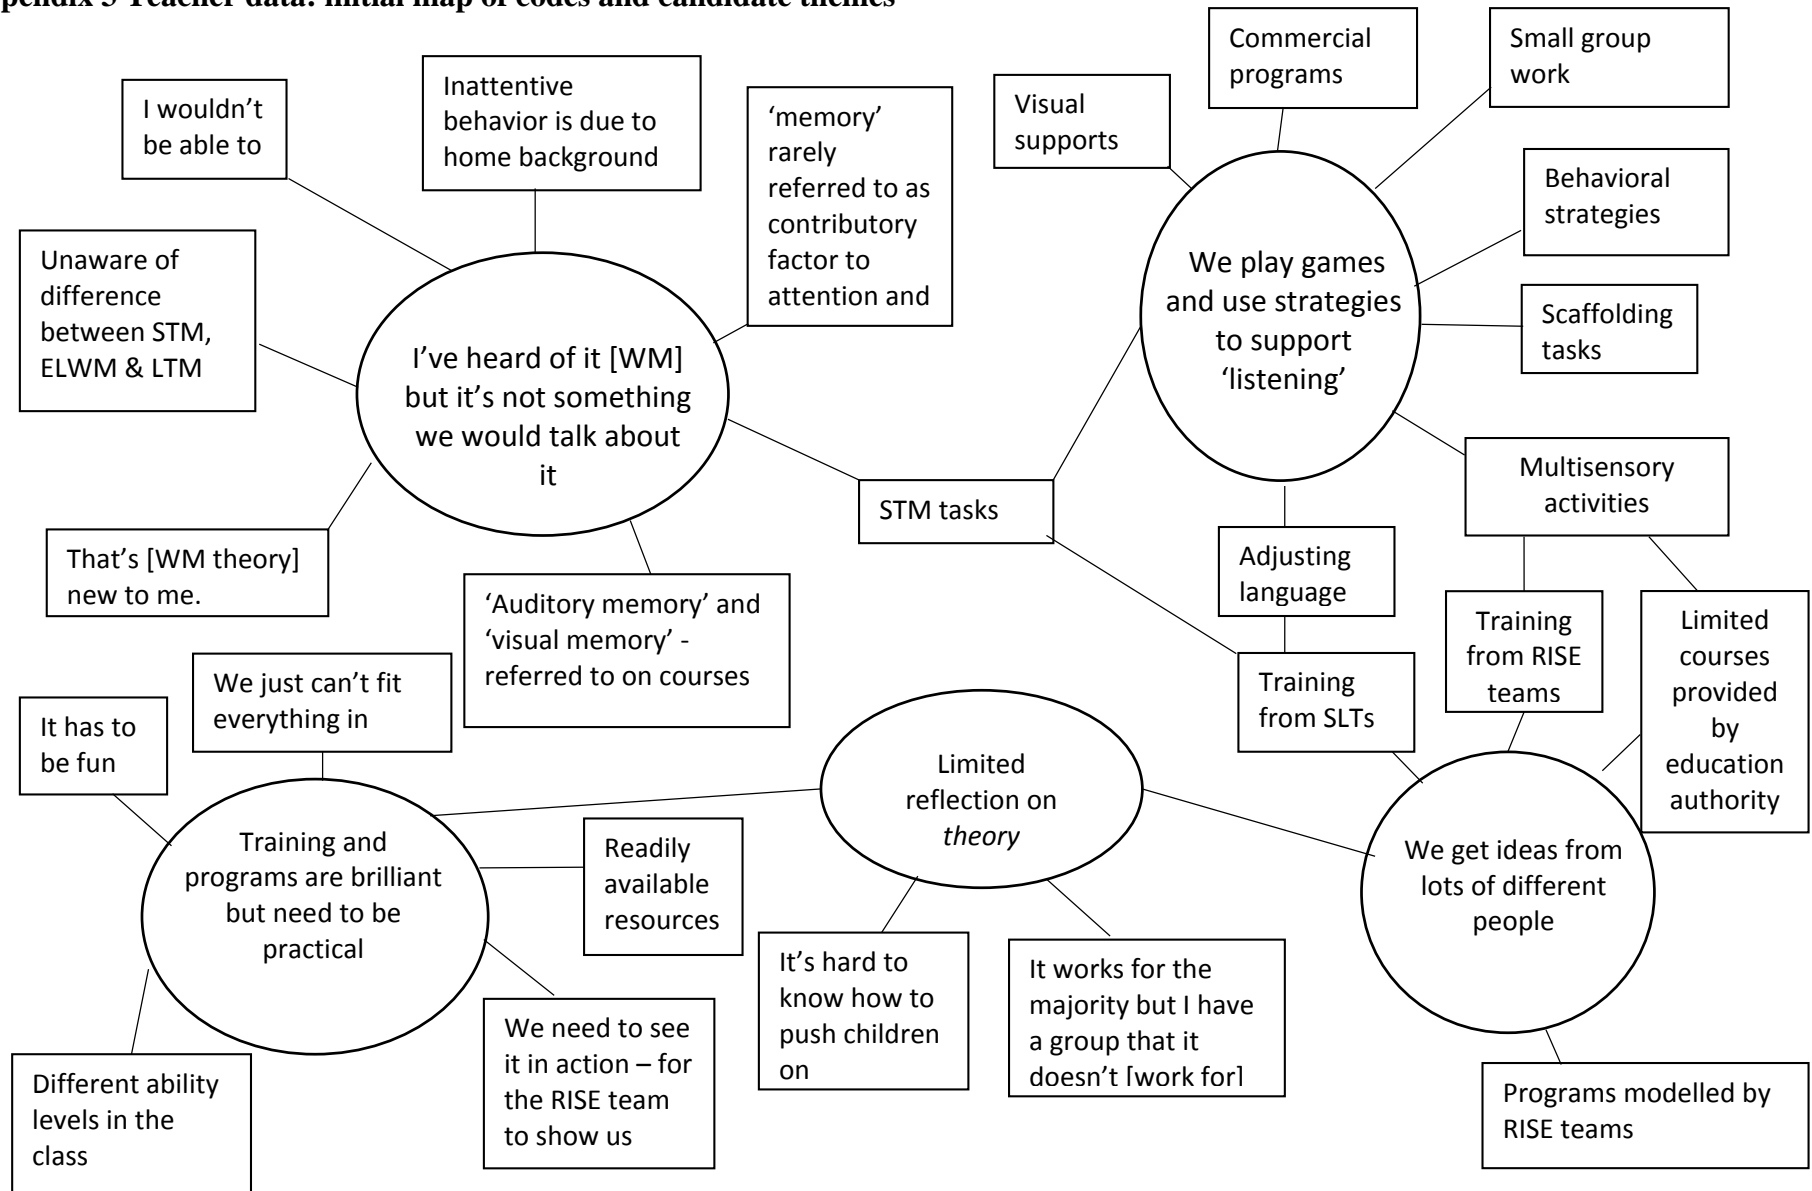 Teacher data: initial map of codes and candidate themes
I wouldn't
be able to
Inattentive
behavior is due to
home background
'memory'
rarely
referred to as
contributory
factor to
attention and
Unaware of
difference
between STM,
ELWM & LTM
I've heard of it [WM]
but it's not something
we would talk about
it
That's [WM theory]
new to me.
'Auditory memory' and
'visual memory' -
referred to on courses
STM tasks
Visual
supports
Commercial
programs
Small group
work
Behavioral
strategies
Scaffolding
tasks
We play games
and use strategies
to support
'listening'
Multisensory
activities
Adjusting
language
Training
from SLTs
Training
from RISE
teams
Limited
courses
provided
by
education
authority
We just can't fit
everything in
It has to
be fun
Training and
programs are brilliant
but need to be
practical
Readily
available
resources
Different ability
levels in the
class
We need to see
it in action – for
the RISE team
to show us
Limited
reflection on
theory
It's hard to
know how to
push children
on
It works for the
majority but I have
a group that it
doesn't [work for]
We get ideas from
lots of different
people
Programs modelled by
RISE teams